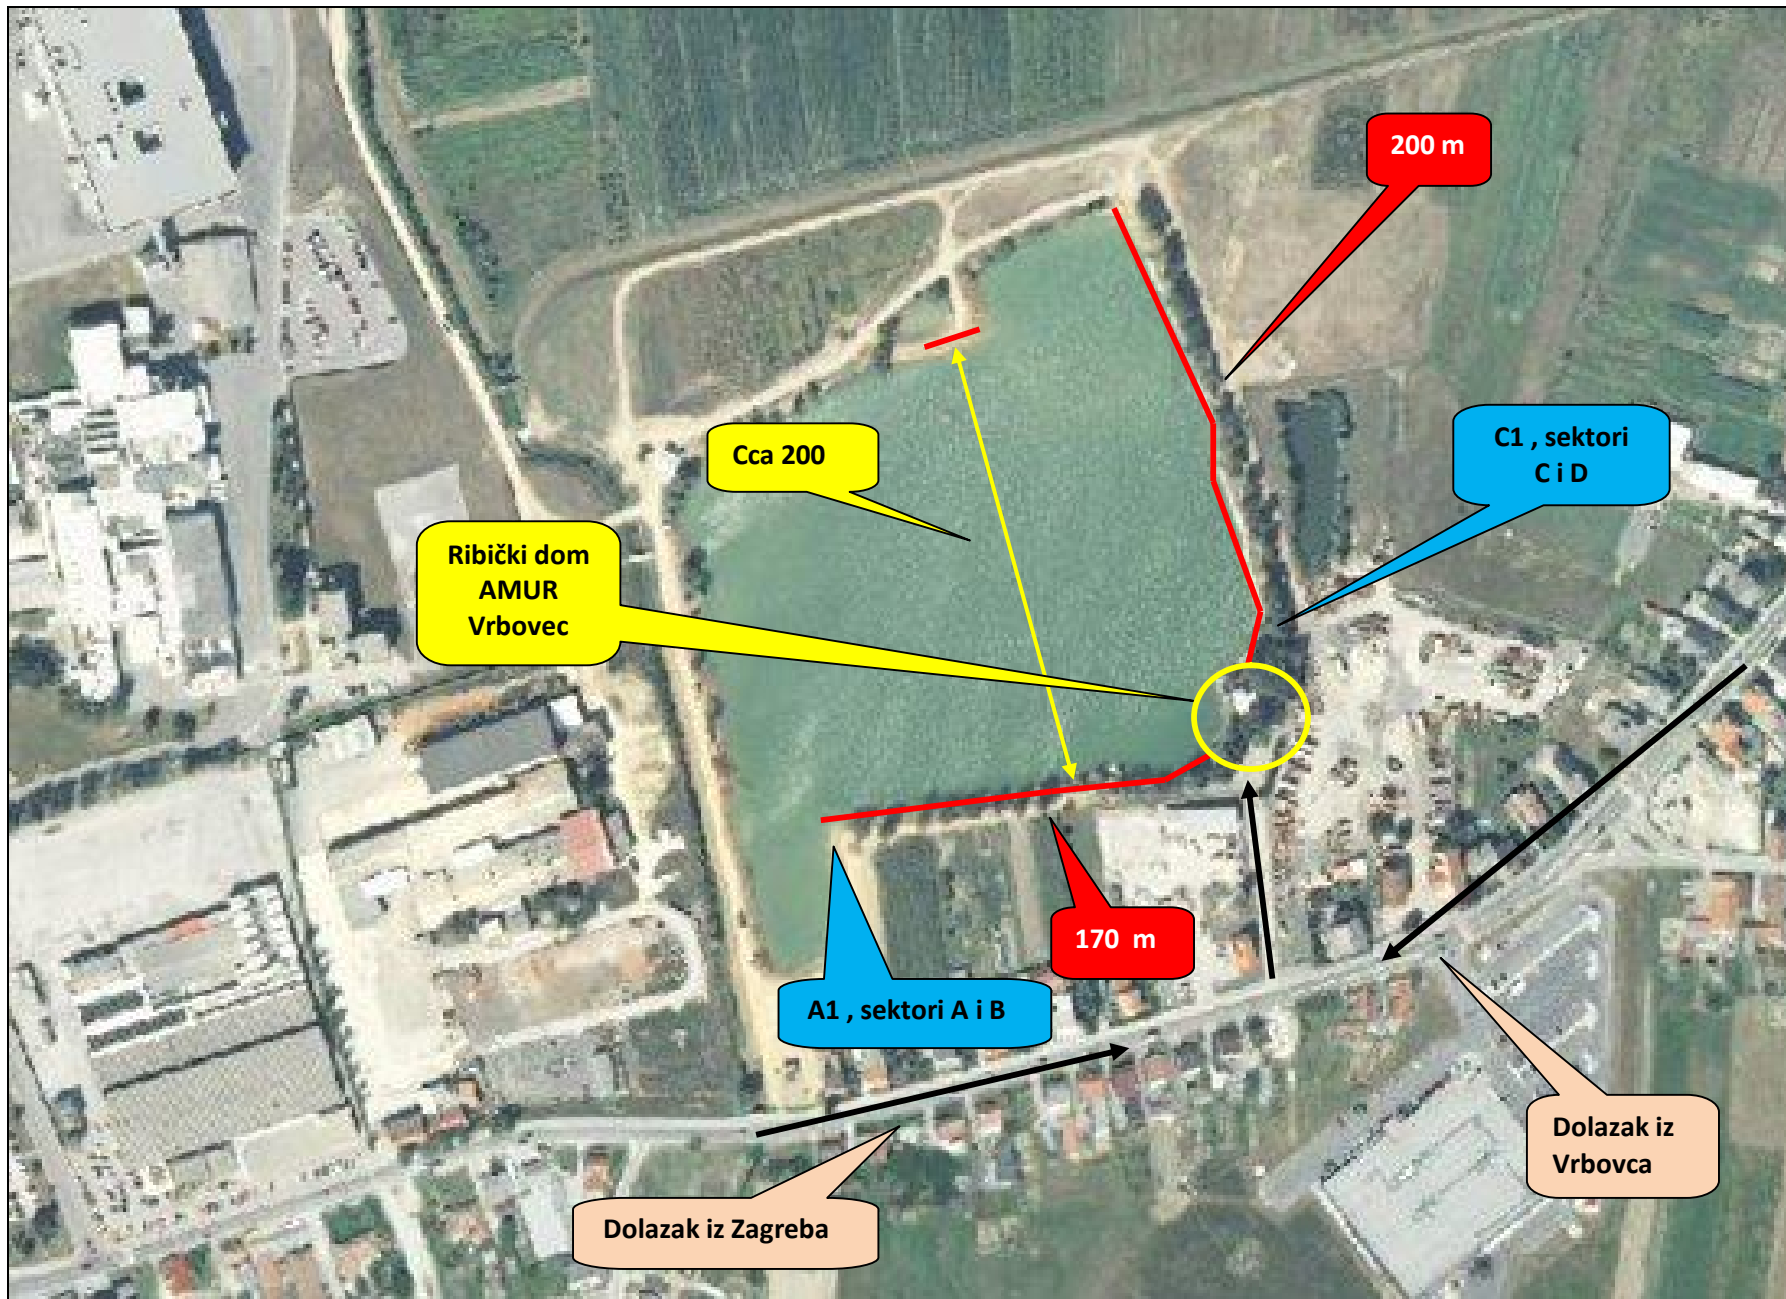 200 m
C1 , sektori
C i D
Cca 200
Ribički dom
AMUR
Vrbovec
170  m
A1 , sektori A i B
Dolazak iz
Vrbovca
Dolazak iz Zagreba